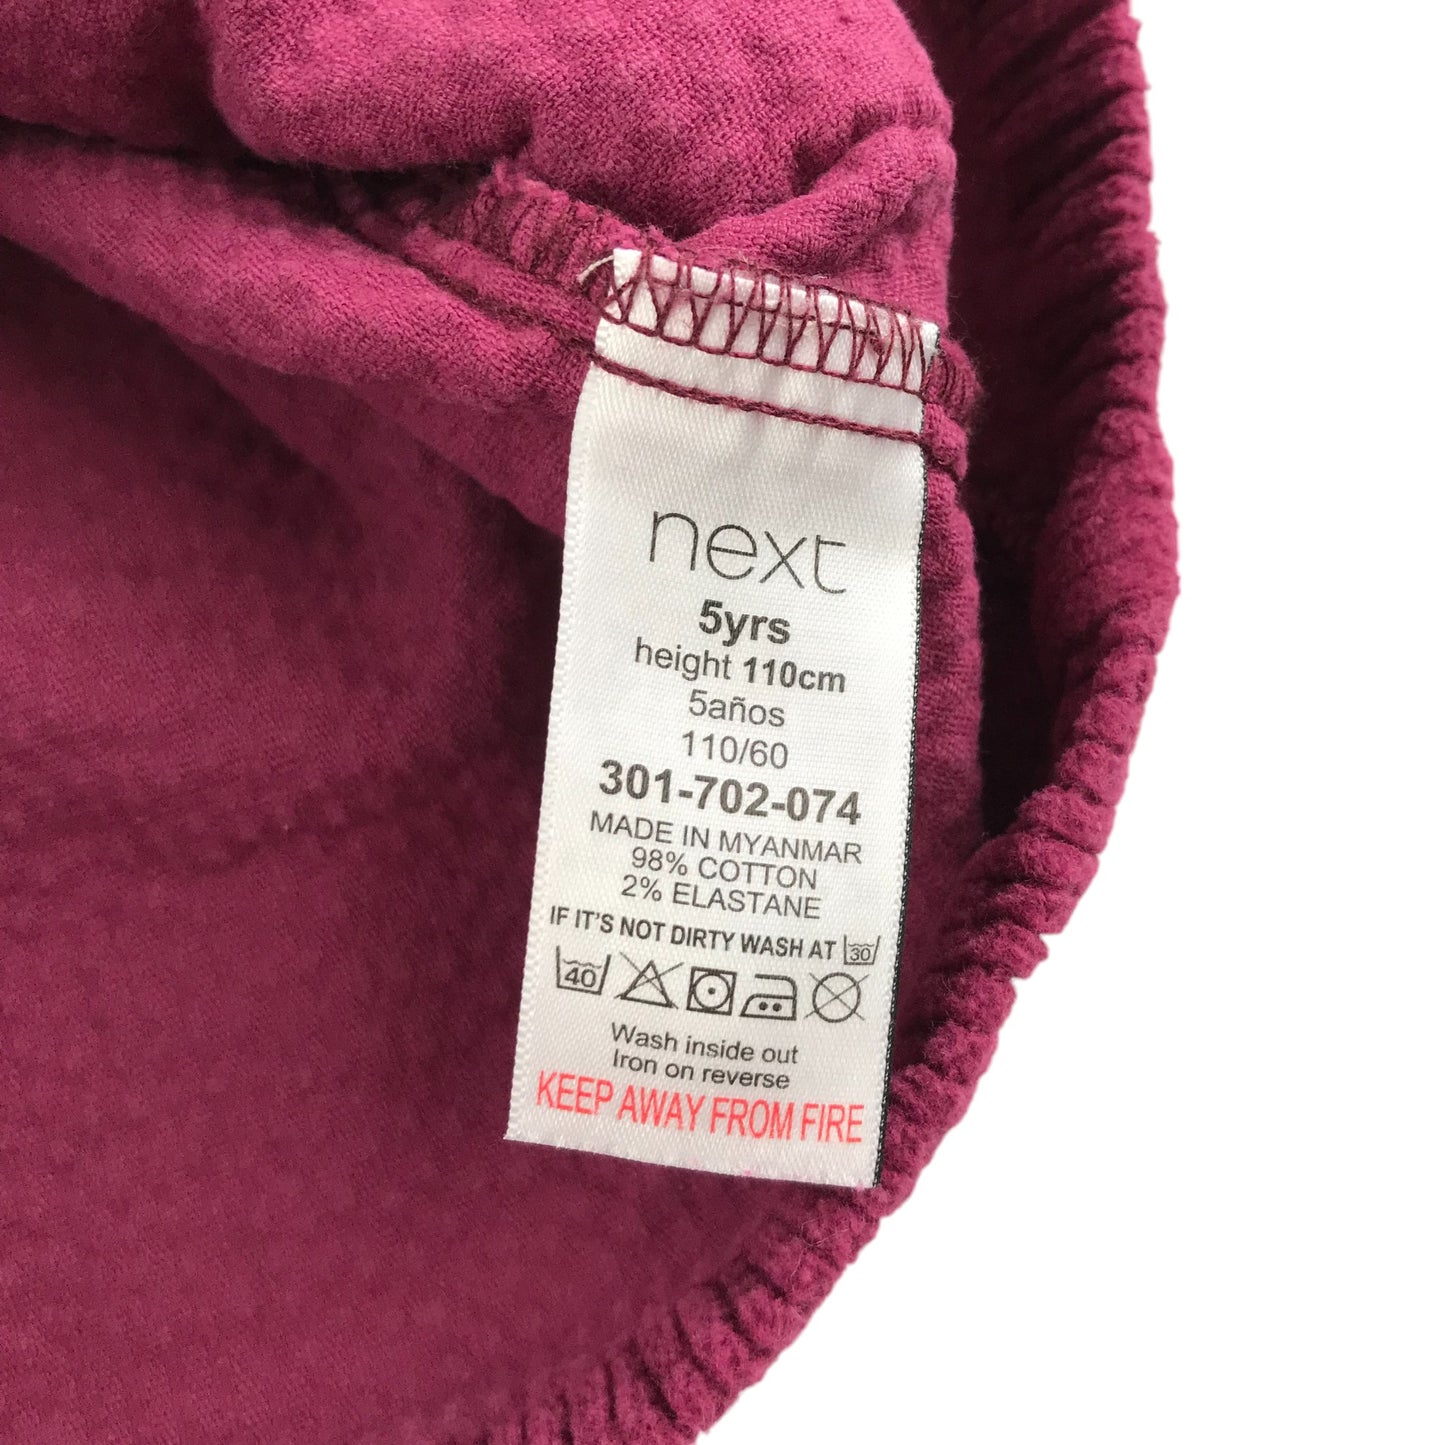 next
5yrs
height 110cm
5años
110/60
301-702-074
MADE IN MYANMAR
98% COTTON
2% ELASTANE
IF IT'S NOT DIRTY WASH AT 30
40
Wash inside out
Iron on reverse
KEEP AWAY FROM FIRE